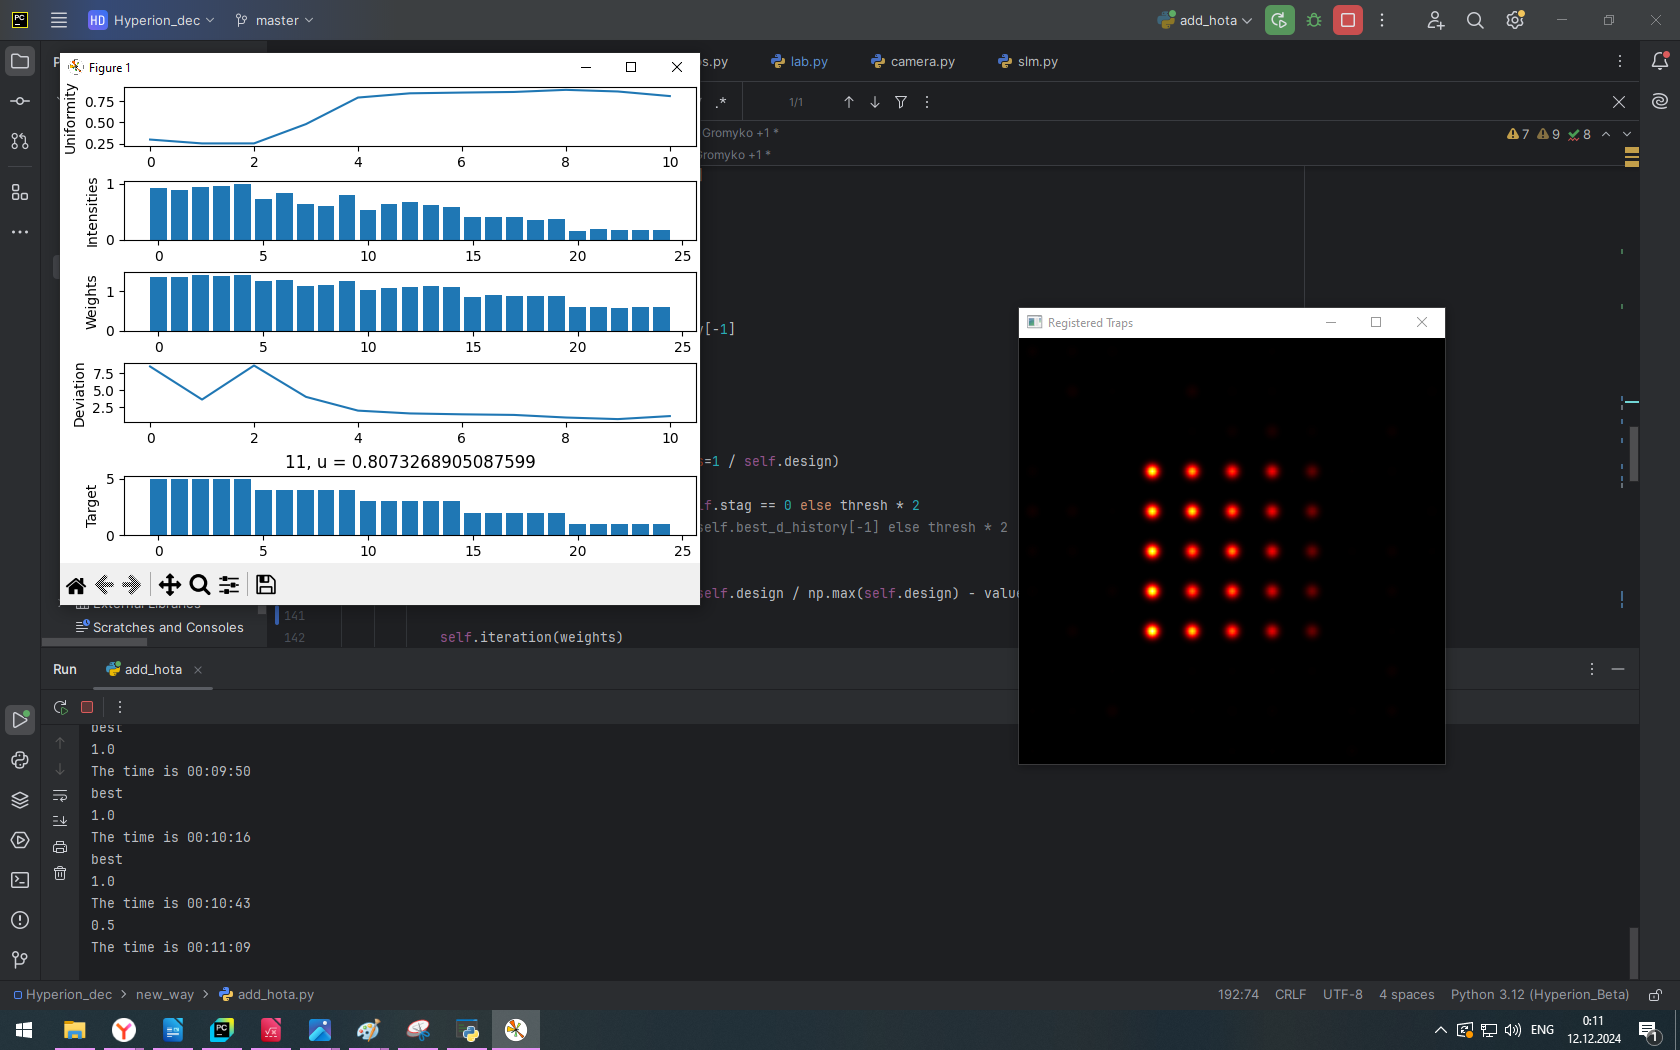 PC
HD Hyperion_dec
master
add_hota
Figure 1
s.py
lab.py
camera.py
slm.py
.*
1/1
Gromyko +1 *
romyko +1 *
7 9 8
Uniformity
0.75
0.50
0.25
0 2 4 6 8 10
Intensities
1
0
0 5 10 15 20 25
Weights
1
0
0 5 10 15 20 25
Deviation
7.5
5.0
2.5
0 2 4 6 8 10
11, u = 0.8073268905087599
Target
5
0
0 5 10 15 20 25
[-1]
=1 / self.design)
f.stag == 0 else thresh * 2
self.best_d_history[-1] else thresh * 2
self.design / np.max(self.design) - valu
141
142 self.iteration(weights)
Registered Traps
External Libraries
Scratches and Consoles
Run
add_hota
best
1.0
The time is 00:09:50
best
1.0
The time is 00:10:16
best
1.0
The time is 00:10:43
0.5
The time is 00:11:09
Hyperion_dec > new_way > add_hota.py
192:74 CRLF UTF-8 4 spaces Python 3.12 (Hyperion_Beta)
ENG
0:11
12.12.2024
1